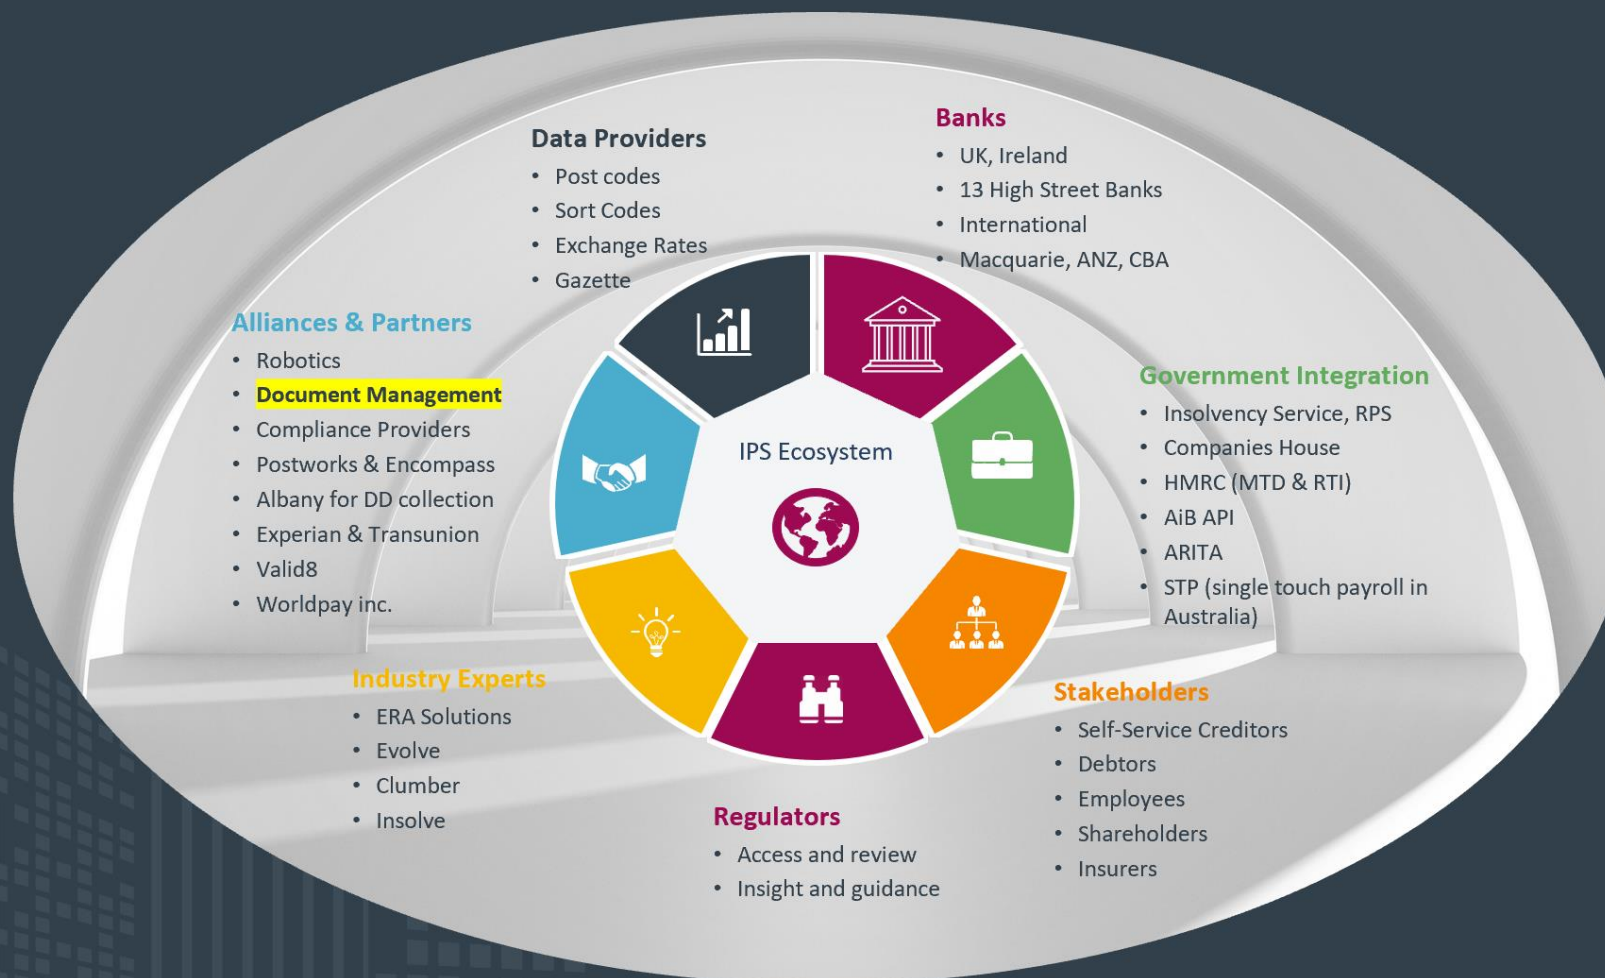 Data Providers
• Post codes
• Sort Codes
• Exchange Rates
• Gazette
Banks
• UK, Ireland
• 13 High Street Banks
• International
• Macquarie, ANZ, CBA
Alliances & Partners
• Robotics
• Document Management
• Compliance Providers
• Postworks & Encompass
• Albany for DD collection
• Experian & Transunion
• Valid8
• Worldpay inc.
IPS Ecosystem
Government Integration
• Insolvency Service, RPS
• Companies House
• HMRC (MTD & RTI)
• AiB API
• ARITA
• STP (single touch payroll in
Australia)
Industry Experts
• ERA Solutions
• Evolve
• Clumber
• Insolve
Regulators
• Access and review
• Insight and guidance
Stakeholders
• Self-Service Creditors
• Debtors
• Employees
• Shareholders
• Insurers